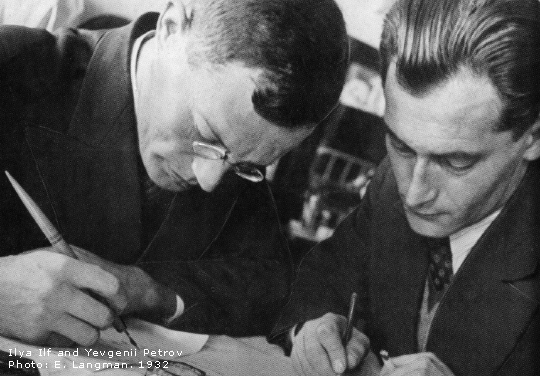 Ilya Ilf and Yevgenii Petrov
Photo: E. Langman. 1932